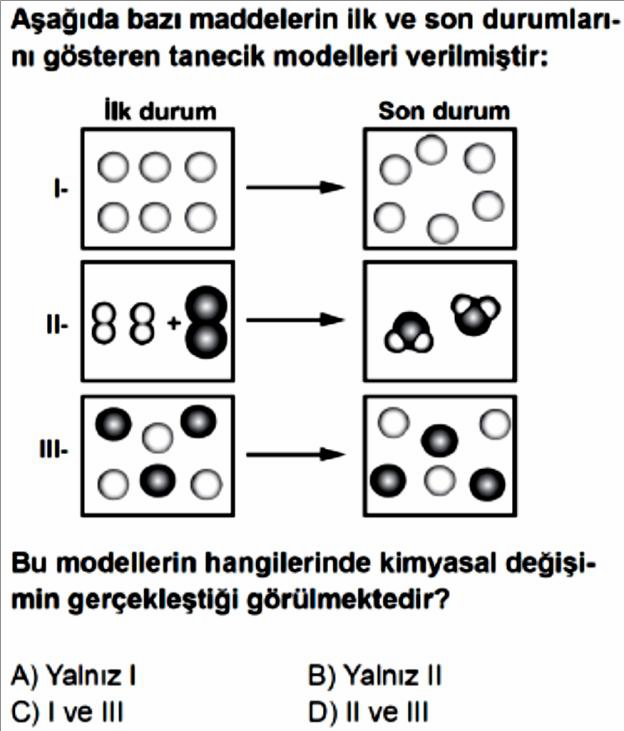 Aşağıda bazı maddelerin ilk ve son durumları-
nı gösteren tanecik modelleri verilmiştir:
İlk durum Son durum
I-
II- +
III-
Bu modellerin hangilerinde kimyasal değişi-
min gerçekleştiği görülmektedir?
A) Yalnız I B) Yalnız II
C) I ve III D) II ve III